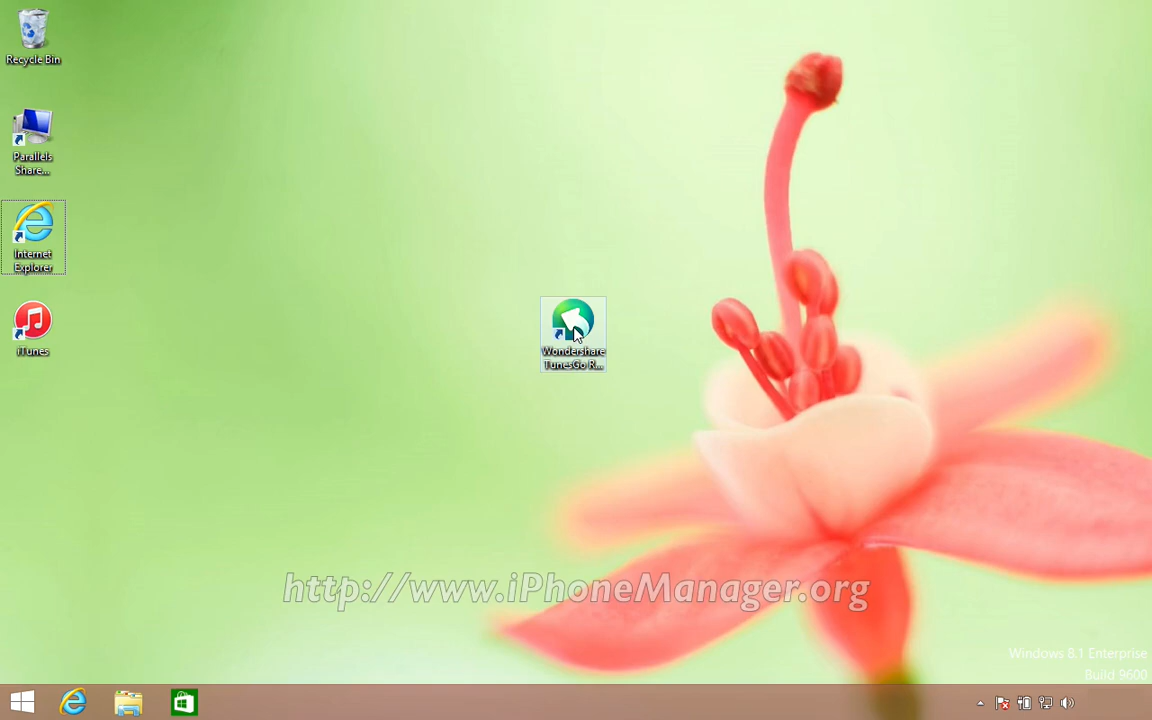 Recycle Bin
Parallels
Share...
Internet
Explorer
iTunes
Wondershare
TunesGo R...
http://www.iPhoneManager.org
Windows 8.1 Enterprise
Build 9600